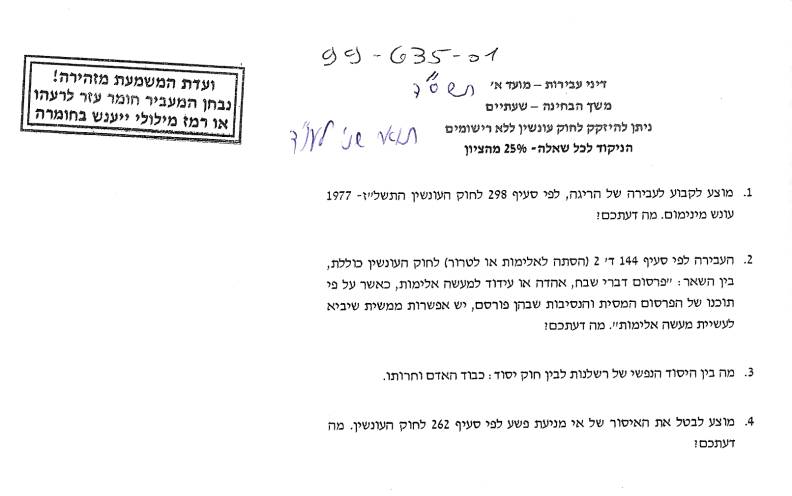 99-635-01
ועדת המשמעת מזהירה!
נבחן המעביר חומר עזר לרעהו
או רמז מילולי ייענש בחומרה
דיני עבירות – מועד א' תשס"ד
משך הבחינה – שעתיים
ניתן להיזקק לחוק עונשין ללא רישומים
תואר שני
הניקוד לכל שאלה- 25% מהציון
1. מוצע לקבוע לעבירה של הריגה, לפי סעיף 298 לחוק העונשין התשל"ז- 1977
עונש מינימום. מה דעתכם?
2. העבירה לפי סעיף 144 ד' 2 (הסתה לאלימות או לטרור) לחוק העונשין כוללת,
בין השאר: "פרסום דברי שבח, אהדה או עידוד למעשה אלימות, כאשר על פי
תוכנו של הפרסום המסית והנסיבות שבהן פורסם, יש אפשרות ממשית שיביא
לעשיית מעשה אלימות". מה דעתכם?
3. מה בין היסוד הנפשי של רשלנות לבין חוק יסוד: כבוד האדם וחרותו.
4. מוצע לבטל את האיסור של אי מניעת פשע לפי סעיף 262 לחוק העונשין. מה
דעתכם?